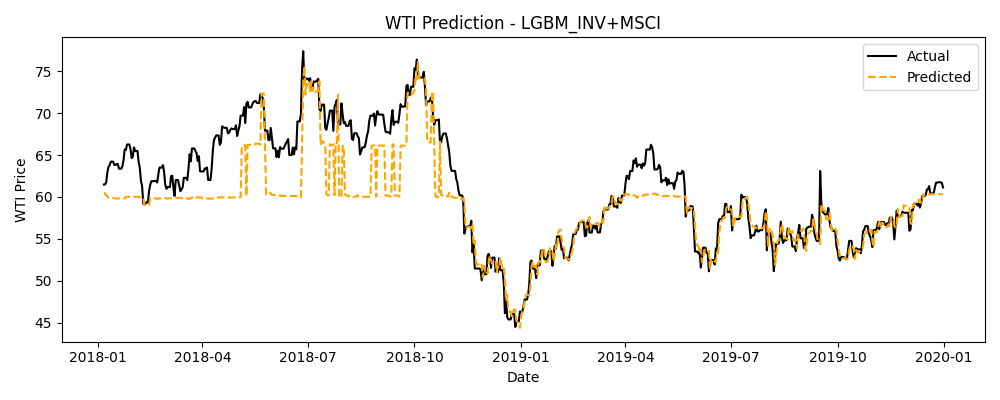 WTI Prediction - LGBM_INV+MSCI
Actual
Predicted
WTI Price
75
70
65
60
55
50
45
2018-01 2018-04 2018-07 2018-10 2019-01 2019-04 2019-07 2019-10 2020-01
Date